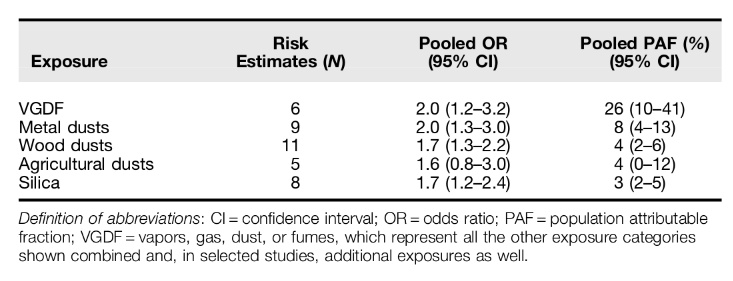 Exposure Risk Estimates (N) Pooled OR (95% CI) Pooled PAF (%) (95% CI)
VGDF 6 2.0 (1.2–3.2) 26 (10–41)
Metal dusts 9 2.0 (1.3–3.0) 8 (4–13)
Wood dusts 11 1.7 (1.3–2.2) 4 (2–6)
Agricultural dusts 5 1.6 (0.8–3.0) 4 (0–12)
Silica 8 1.7 (1.2–2.4) 3 (2–5)
Definition of abbreviations: CI = confidence interval; OR = odds ratio; PAF = population attributable
fraction; VGDF = vapors, gas, dust, or fumes, which represent all the other exposure categories
shown combined and, in selected studies, additional exposures as well.